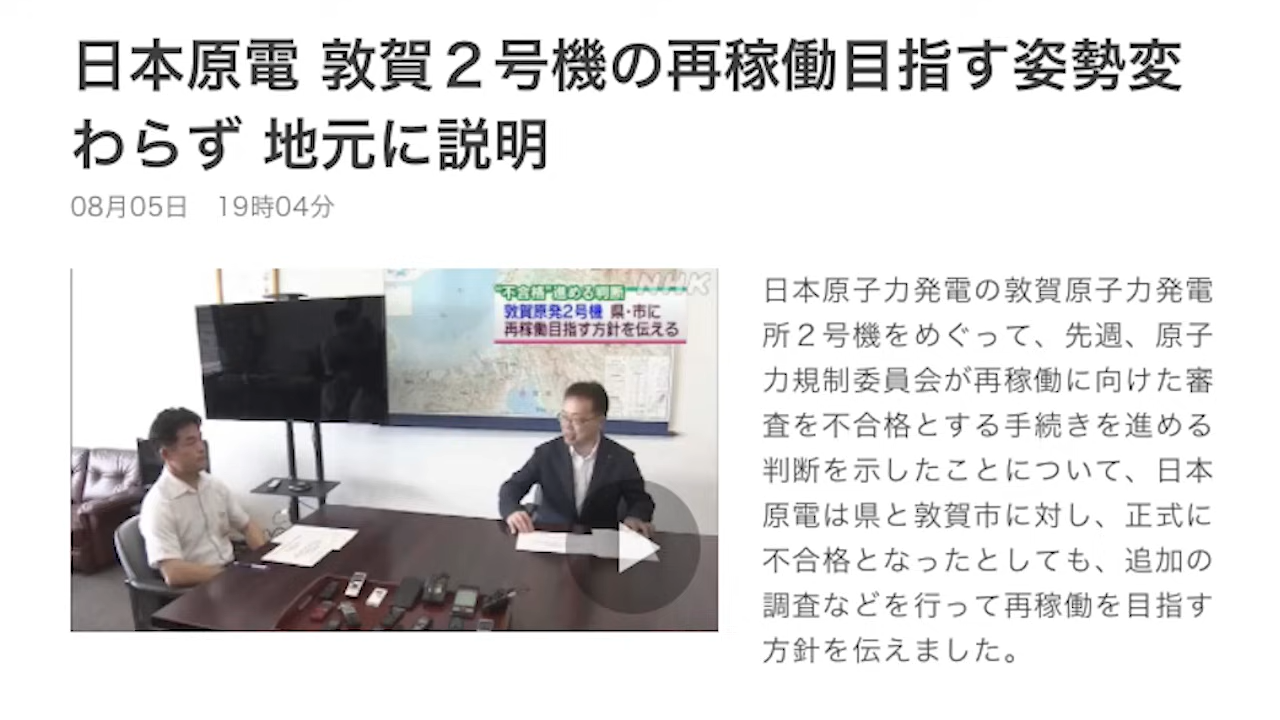 日本原電 敦賀２号機の再稼働目指す姿勢変
わらず 地元に説明
08月05日　19時04分
NHK
“不合格”進める判断
敦賀原発2号機 県・市に
再稼働目指す方針を伝える
日本原子力発電の敦賀原子力発電
所２号機をめぐって、先週、原子
力規制委員会が再稼働に向けた審
査を不合格とする手続きを進める
判断を示したことについて、日本
原電は県と敦賀市に対し、正式に
不合格となったとしても、追加の
調査などを行って再稼働を目指す
方針を伝えました。